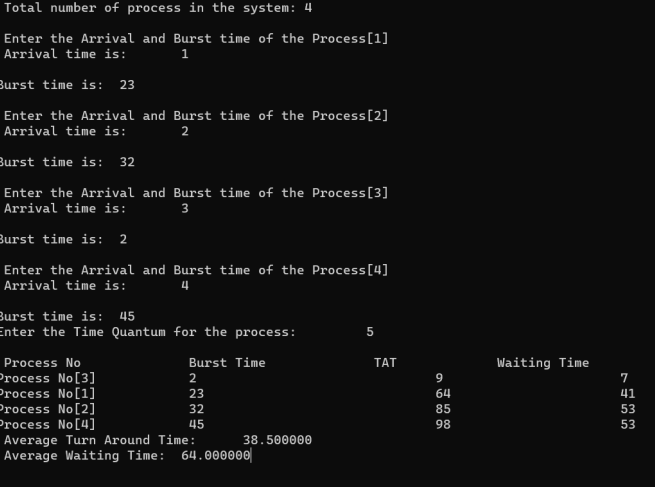 Total number of process in the system: 4
Enter the Arrival and Burst time of the Process[1]
Arrival time is: 1
Burst time is: 23
Enter the Arrival and Burst time of the Process[2]
Arrival time is: 2
Burst time is: 32
Enter the Arrival and Burst time of the Process[3]
Arrival time is: 3
Burst time is: 2
Enter the Arrival and Burst time of the Process[4]
Arrival time is: 4
Burst time is: 45
Enter the Time Quantum for the process: 5
Process No Burst Time TAT Waiting Time
Process No[3] 2 9 7
Process No[1] 23 64 41
Process No[2] 32 85 53
Process No[4] 45 98 53
Average Turn Around Time: 38.500000
Average Waiting Time: 64.000000